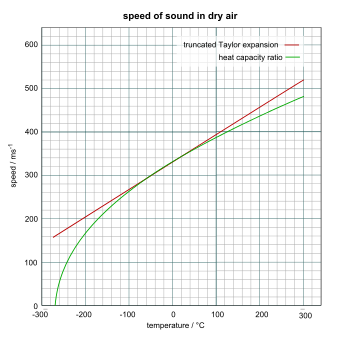 speed of sound in dry air
truncated Taylor expansion
heat capacity ratio
600
500
400
300
200
100
0
speed / ms⁻¹
-300 -200 -100 0 100 200 300
temperature / °C